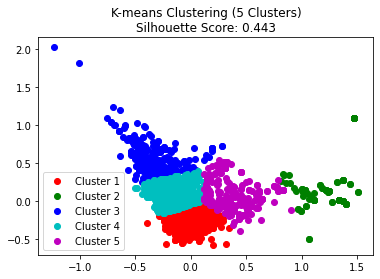 K-means Clustering (5 Clusters)
Silhouette Score: 0.443
2.0
1.5
1.0
0.5
0.0
−0.5
Cluster 1
Cluster 2
Cluster 3
Cluster 4
Cluster 5
−1.0
−0.5
0.0
0.5
1.0
1.5